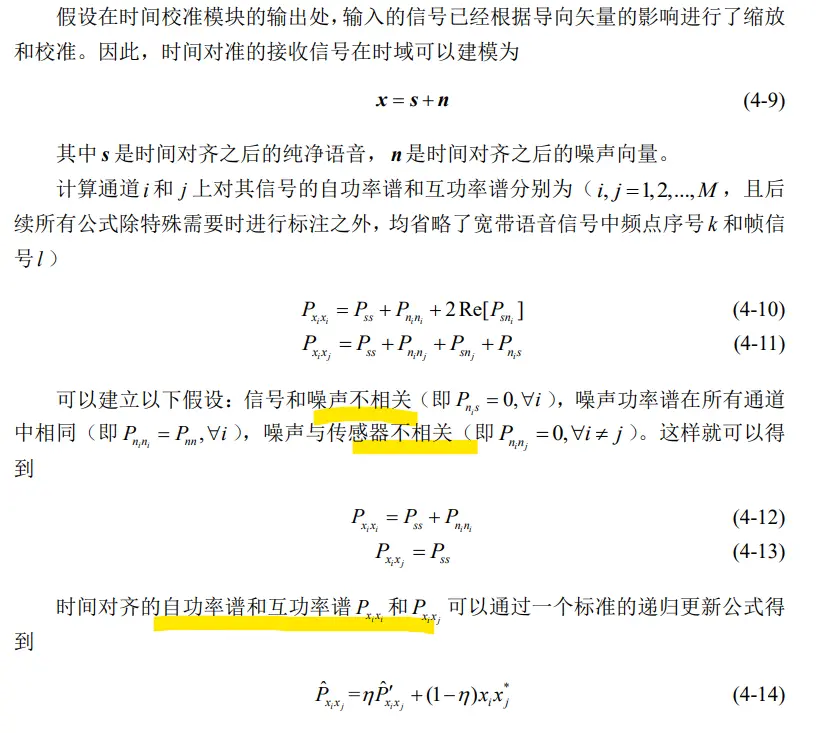 假设在时间校准模块的输出处，输入的信号已经根据导向矢量的影响进行了缩放
和校准。因此，时间对准的接收信号在时域可以建模为
x = s + n (4-9)
其中 s 是时间对齐之后的纯净语音，n 是时间对齐之后的噪声向量。
计算通道 i 和 j 上对其信号的自功率谱和互功率谱分别为（i, j = 1,2,...,M，且后
续所有公式除特殊需要时进行标注之外，均省略了宽带语音信号中频点序号 k 和帧信
号 l）
P_{x_i x_i} = P_{ss} + P_{n_i n_i} + 2 Re[P_{sn_i}] (4-10)
P_{x_i x_j} = P_{ss} + P_{n_i n_j} + P_{sn_j} + P_{n_i s} (4-11)
可以建立以下假设：信号和噪声不相关（即 P_{n_i s} = 0, ∀i），噪声功率谱在所有通道
中相同（即 P_{n_i n_i} = P_{nn}, ∀i），噪声与传感器不相关（即 P_{n_i n_j} = 0, ∀i ≠ j）。这样就可以得
到
P_{x_i x_i} = P_{ss} + P_{n_i n_i} (4-12)
P_{x_i x_j} = P_{ss} (4-13)
时间对齐的自功率谱和互功率谱 P_{x_i x_i} 和 P_{x_i x_j} 可以通过一个标准的递归更新公式得
到
P̂_{x_i x_j} = ηP̂′_{x_i x_j} + (1−η)x_i x_j^* (4-14)